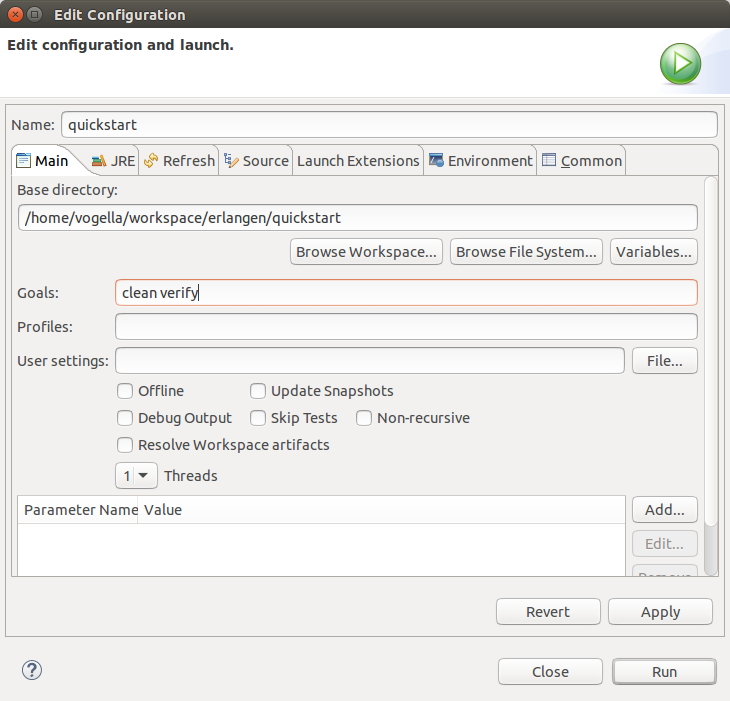 Edit Configuration
Edit configuration and launch.
Name: quickstart
Main JRE Refresh Source Launch Extensions Environment Common
Base directory:
/home/vogella/workspace/erlangen/quickstart
Browse Workspace... Browse File System... Variables...
Goals: clean verify
Profiles:
User settings: File...
Offline Update Snapshots
Debug Output Skip Tests Non-recursive
Resolve Workspace artifacts
1 Threads
Parameter Name Value Add...
Edit...
Remove
Revert Apply
? Close Run